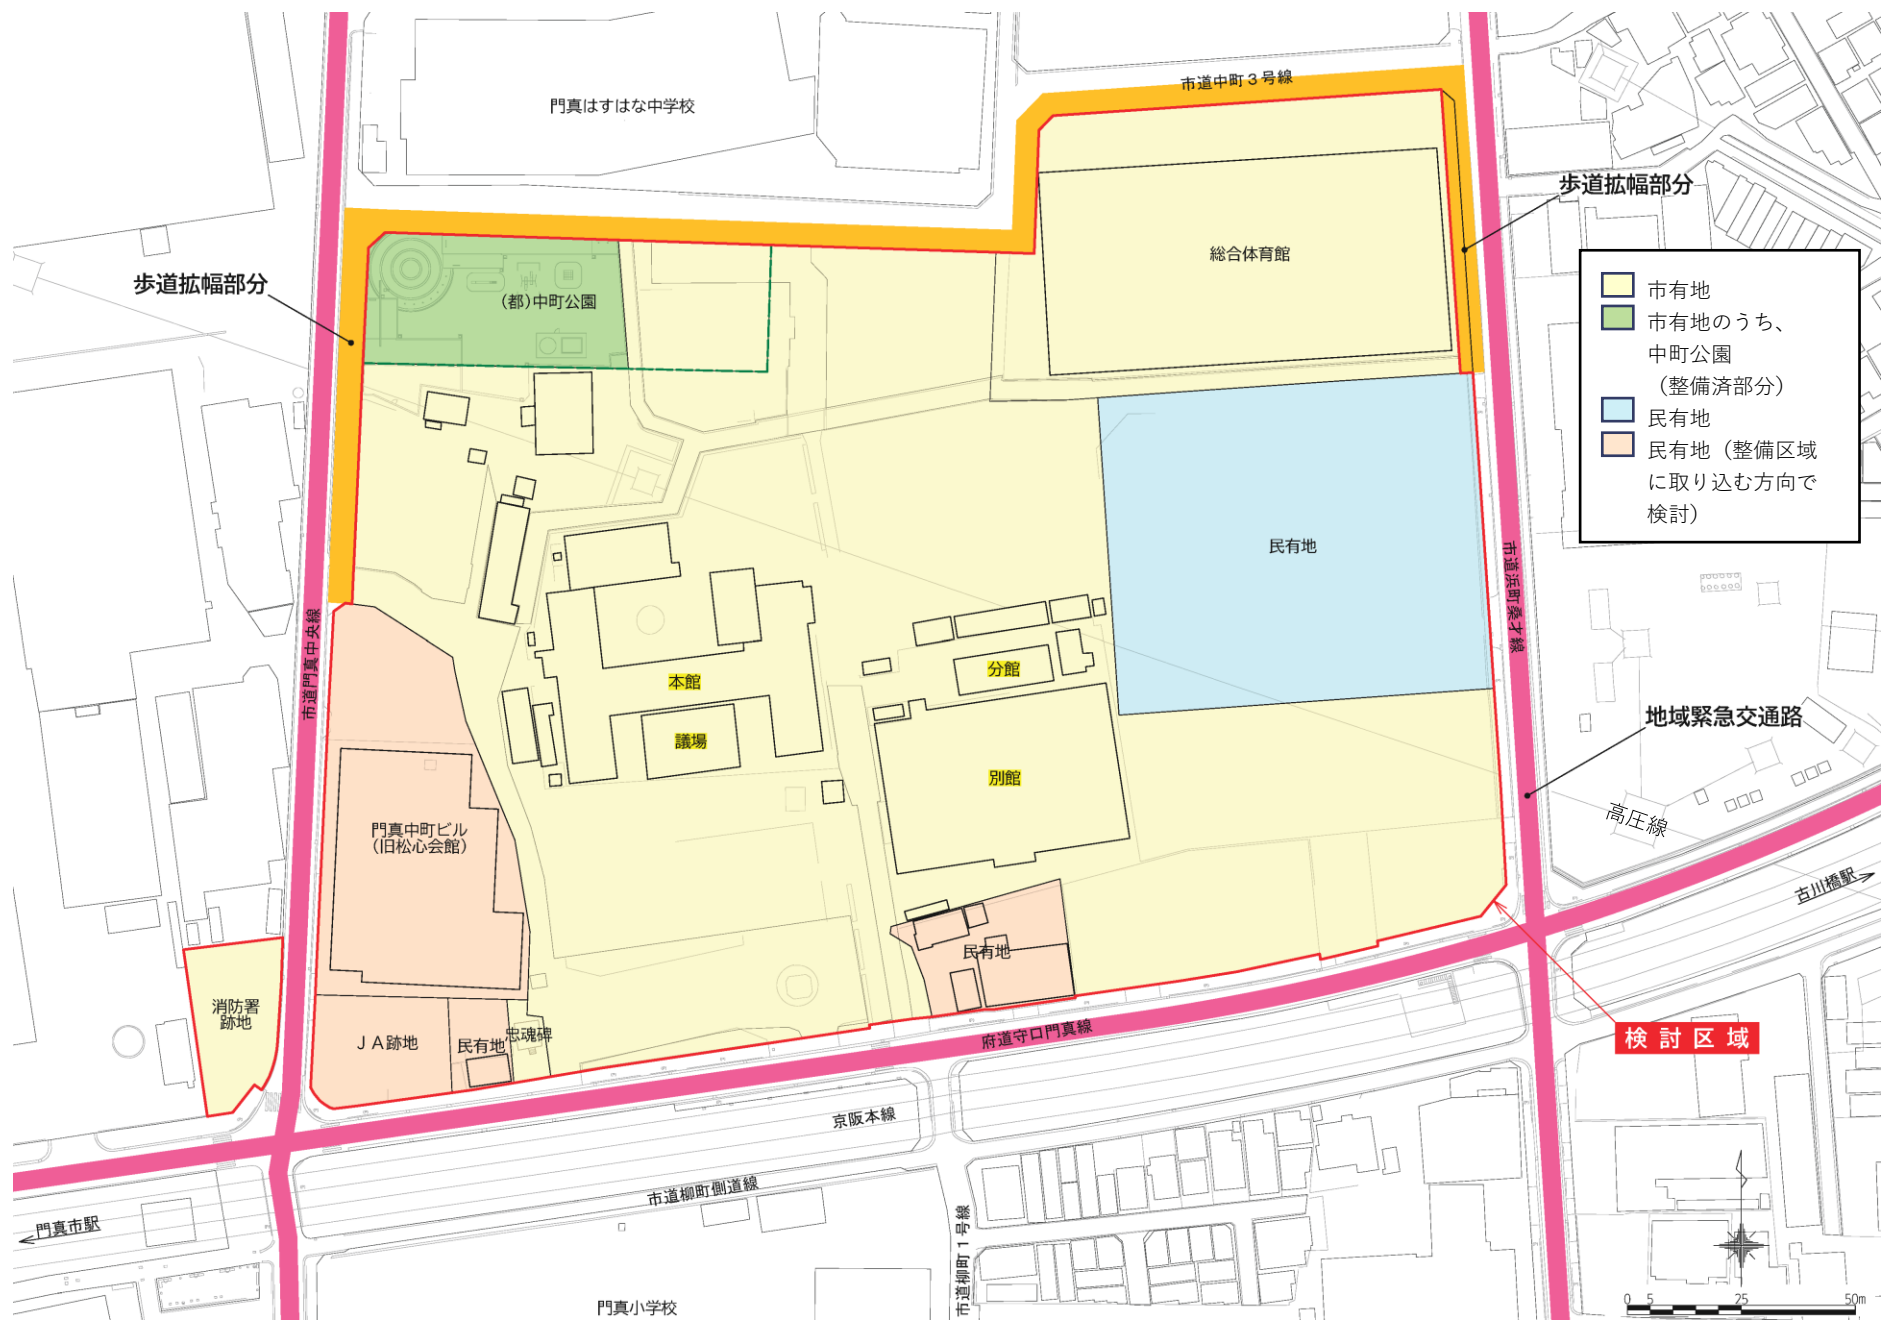 市道中町3号線
門真はすはな中学校
歩道拡幅部分
総合体育館
歩道拡幅部分
(都)中町公園
市有地
市有地のうち、
中町公園
(整備済部分)
民有地
民有地(整備区域
に取り込む方向で
検討)
民有地
市道浜町桑才線
市道門真中央線
本館
分館
議場
別館
地域緊急交通路
高圧線
門真中町ビル
(旧松心会館)
古川橋駅
民有地
消防署
跡地
JA跡地
民有地
忠魂碑
府道守口門真線
検討区域
京阪本線
市道柳町側道線
門真市駅
市道柳町1号線
門真小学校
0 5 25 50m